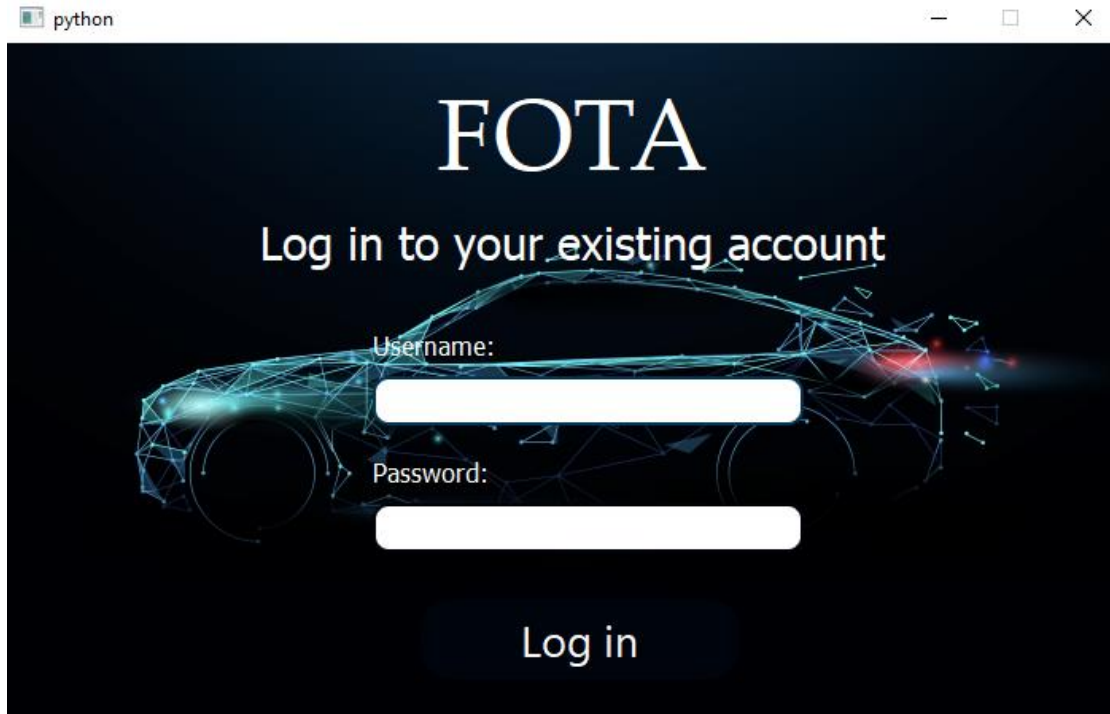 python
FOTA
Log in to your existing account
Username:
Password:
Log in